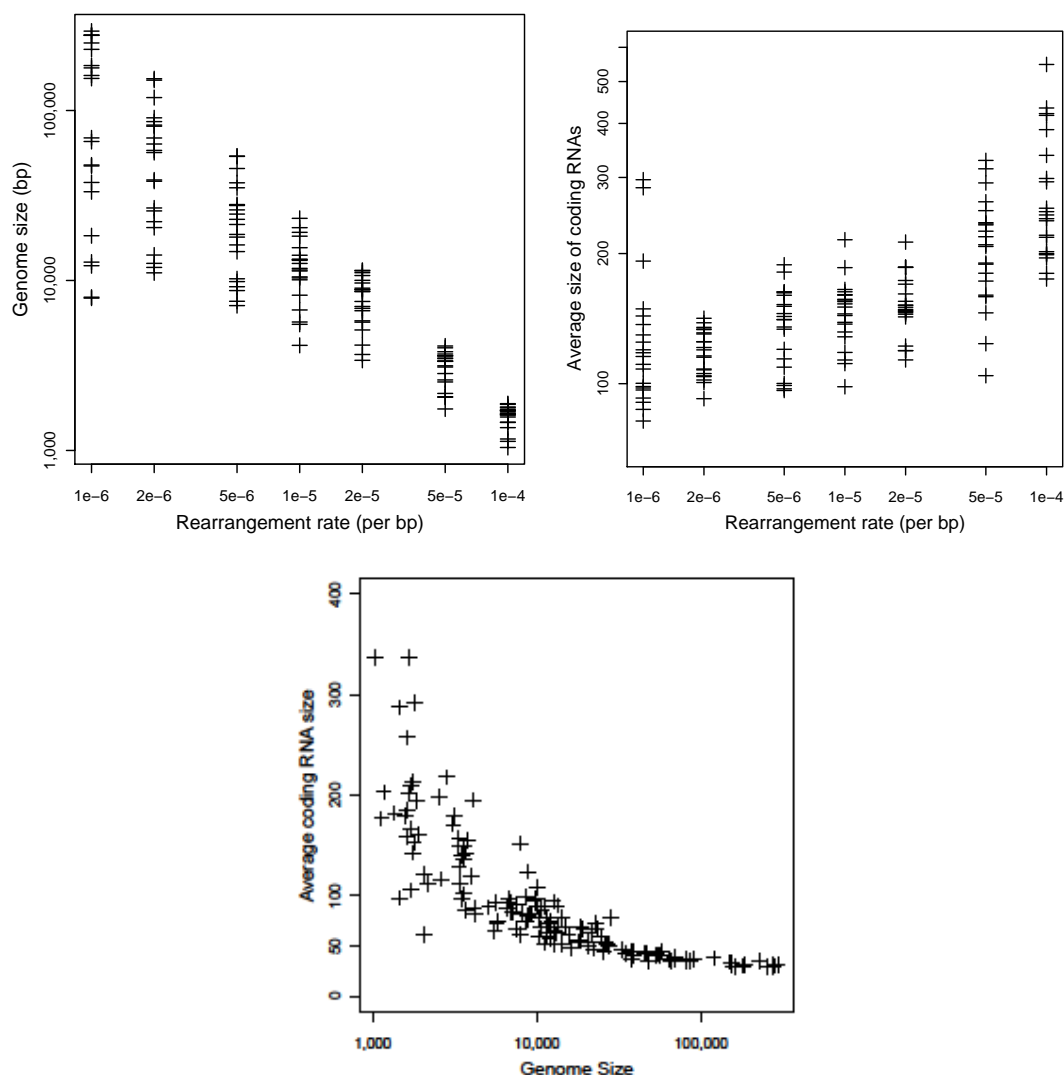 Genome size (bp)
100,000
10,000
1,000
1e−6 2e−6 5e−6 1e−5 2e−5 5e−5 1e−4
Rearrangement rate (per bp)
Average size of coding RNAs
500
400
300
200
100
1e−6 2e−6 5e−6 1e−5 2e−5 5e−5 1e−4
Rearrangement rate (per bp)
Average coding RNA size
400
300
200
100
50
0
1,000 10,000 100,000
Genome Size